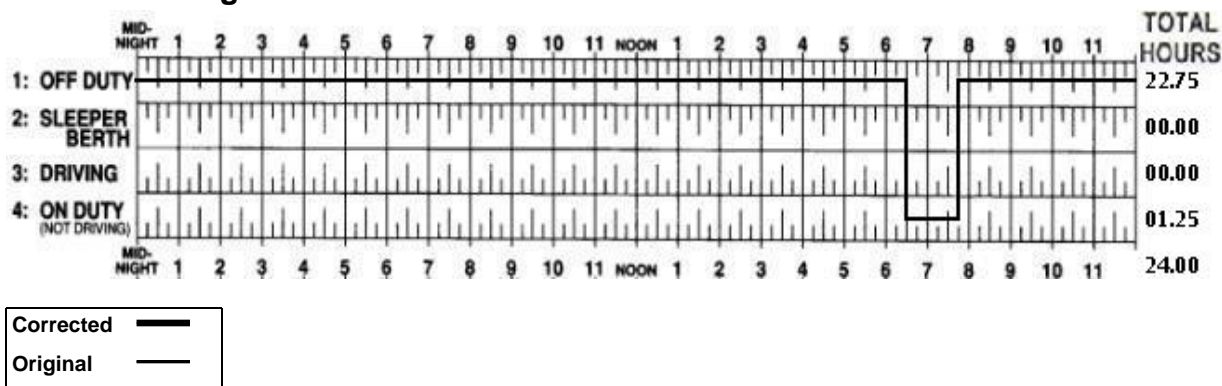 MID-
NIGHT 1 2 3 4 5 6 7 8 9 10 11 NOON 1 2 3 4 5 6 7 8 9 10 11
TOTAL
HOURS
1: OFF DUTY 22.75
2: SLEEPER
BERTH 00.00
3: DRIVING 00.00
4: ON DUTY
(NOT DRIVING) 01.25
MID-
NIGHT 1 2 3 4 5 6 7 8 9 10 11 NOON 1 2 3 4 5 6 7 8 9 10 11
24.00
Corrected
Original